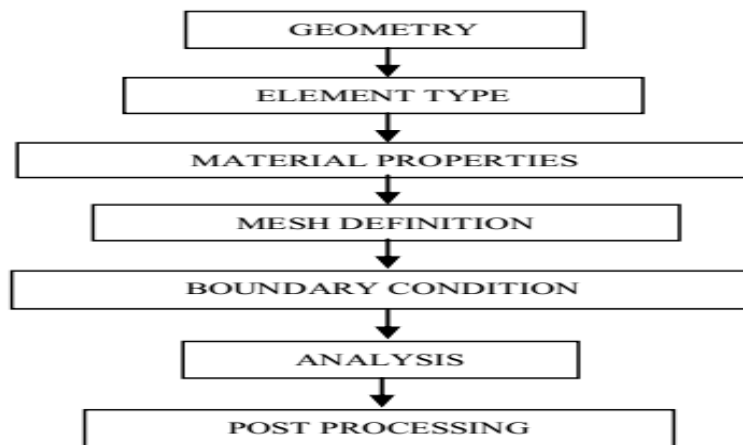 GEOMETRY
ELEMENT TYPE
MATERIAL PROPERTIES
MESH DEFINITION
BOUNDARY CONDITION
ANALYSIS
POST PROCESSING